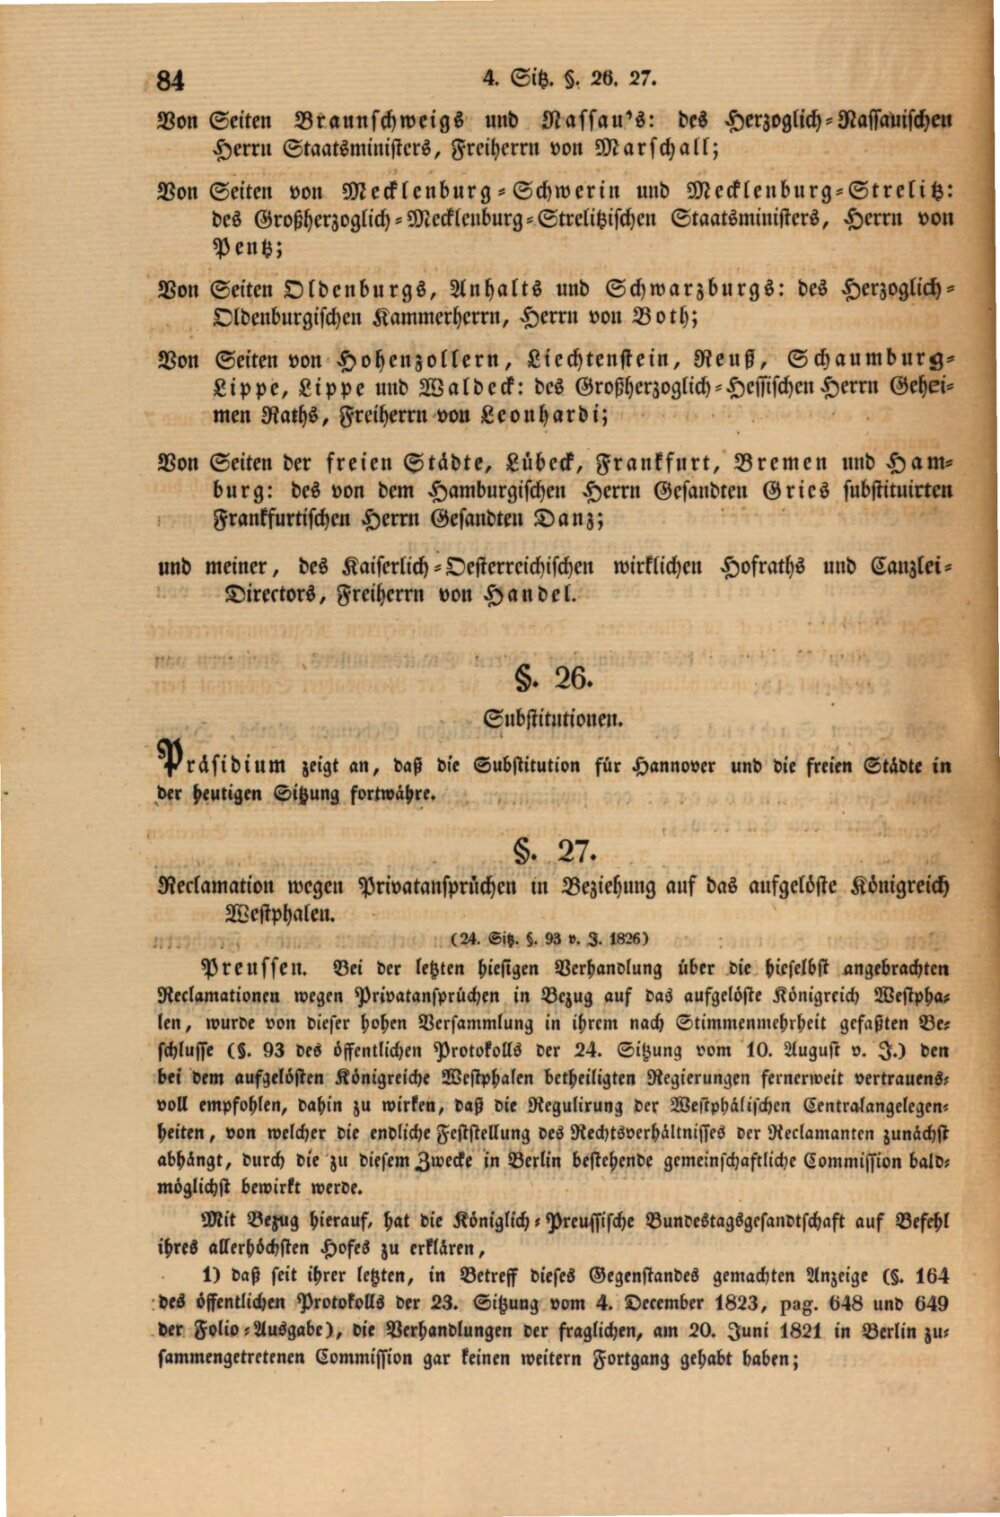 84
4. Sitz. §. 26. 27.
Von Seiten Braunschweigs und Nassau's: des Herzoglich-Nassauischen
Herrn Staatsministers, Freiherrn von Marschall;
Von Seiten von Mecklenburg-Schwerin und Mecklenburg-Strelitz:
des Großherzoglich-Mecklenburg-Strelitzischen Staatsministers, Herrn von
Pentz;
Von Seiten Oldenburgs, Anhalts und Schwarzburgs: des Herzoglich-
Oldenburgischen Kammerherrn, Herrn von Both;
Von Seiten von Hohenzollern, Liechtenstein, Reuß, Schaumburg-
Lippe, Lippe und Waldeck: des Großherzoglich-Hessischen Herrn Gehei-
men Raths, Freiherrn von Leonhardi;
Von Seiten der freien Städte, Lübeck, Frankfurt, Bremen und Ham-
burg: des von dem Hamburgischen Herrn Gesandten Gries substituirten
Frankfurtischen Herrn Gesandten Danz;
und meiner, des Kaiserlich-Oesterreichischen wirklichen Hofraths und Canzlei-
Directors, Freiherrn von Handel.
§. 26.
Substitutionen.
Präsidium zeigt an, daß die Substitution für Hannover und die freien Städte in
der heutigen Sitzung fortwähre.
§. 27.
Reclamation wegen Privatansprüchen in Beziehung auf das aufgelöste Königreich
Westphalen.
(24. Sitz. §. 93 v. J. 1826)
Preussen. Bei der letzten hiesigen Verhandlung über die hieselbst angebrachten
Reclamationen wegen Privatansprüchen in Bezug auf das aufgelöste Königreich Westpha-
len, wurde von dieser hohen Versammlung in ihrem nach Stimmenmehrheit gefaßten Be-
schlusse (§. 93 des öffentlichen Protokolls der 24. Sitzung vom 10. August v. J.) den
bei dem aufgelösten Königreiche Westphalen betheiligten Regierungen fernerweit vertrauens-
voll empfohlen, dahin zu wirken, daß die Regulirung der Westphälischen Centralangelegen-
heiten, von welcher die endliche Feststellung des Rechtsverhältnisses der Reclamanten zunächst
abhängt, durch die zu diesem Zwecke in Berlin bestehende gemeinschaftliche Commission bald-
möglichst bewirkt werde.
Mit Bezug hierauf, hat die Königlich-Preussische Bundestagsgesandtschaft auf Befehl
ihres allerhöchsten Hofes zu erklären,
1) daß seit ihrer letzten, in Betreff dieses Gegenstandes gemachten Anzeige (§. 164
des öffentlichen Protokolls der 23. Sitzung vom 4. December 1823, pag. 648 und 649
der Folio-Ausgabe), die Verhandlungen der fraglichen, am 20. Juni 1821 in Berlin zu-
sammengetretenen Commission gar keinen weitern Fortgang gehabt haben;